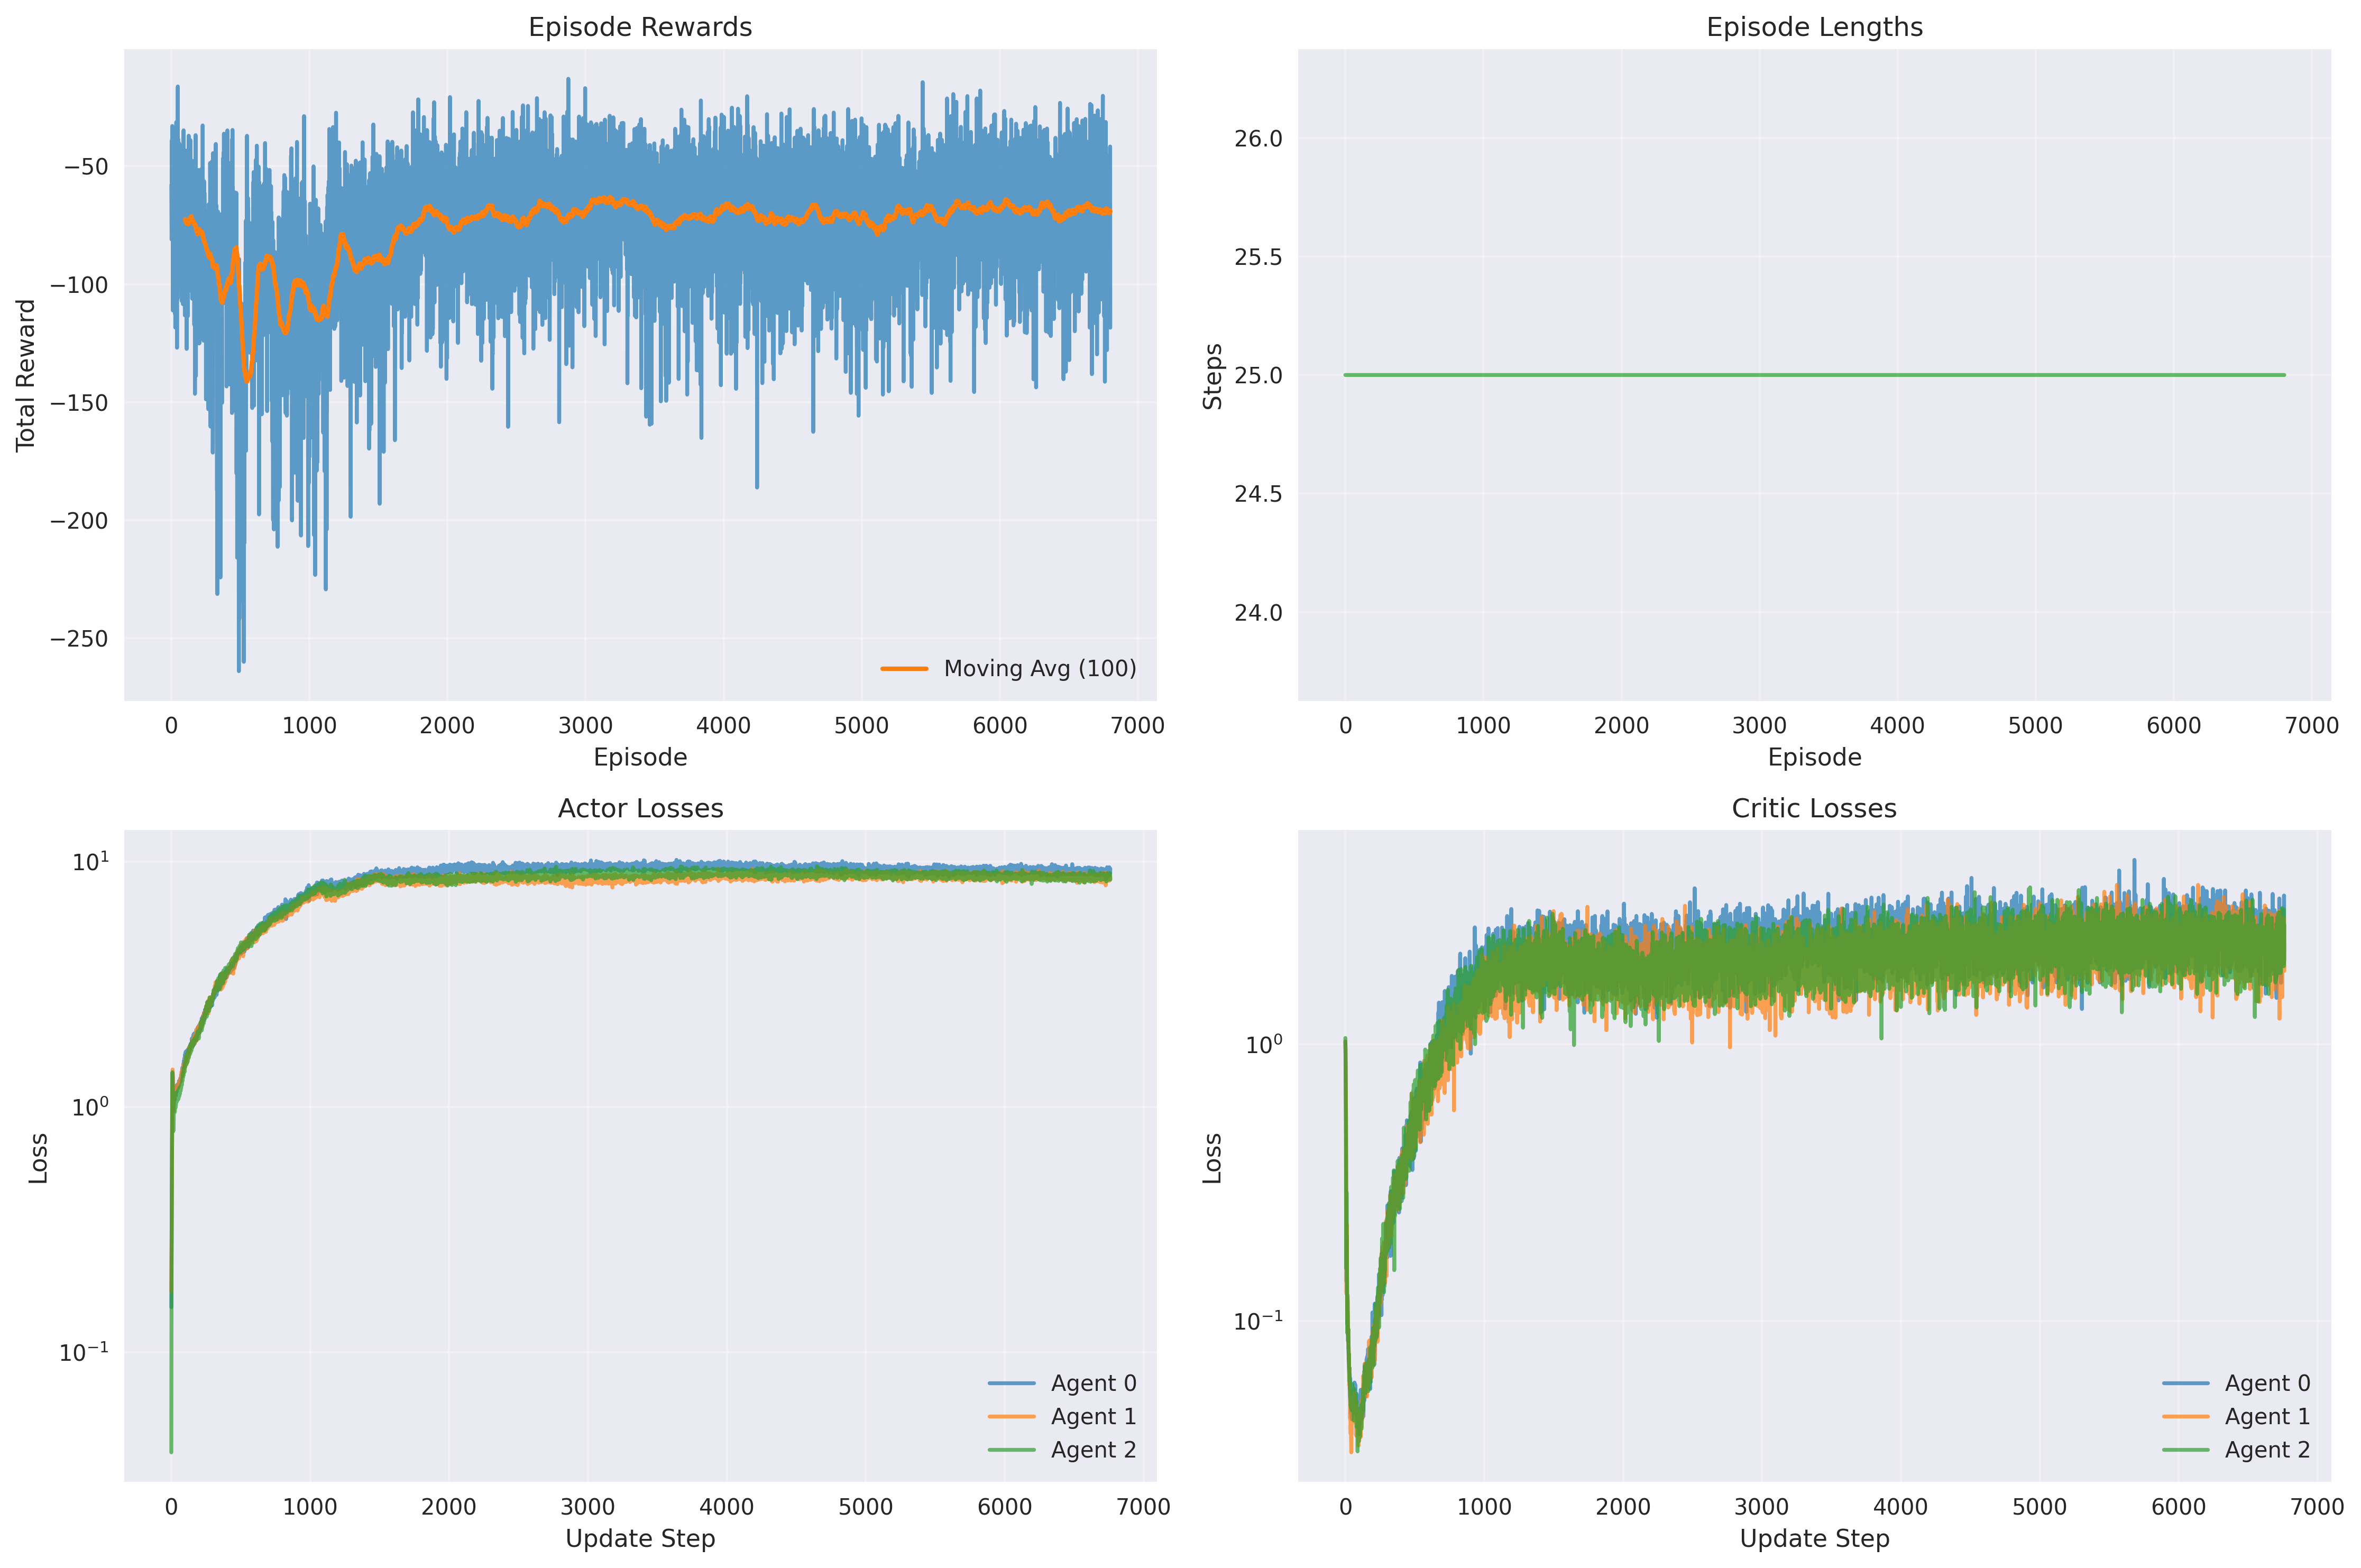 Episode Rewards
Total Reward
−50
−100
−150
−200
−250
Moving Avg (100)
0 1000 2000 3000 4000 5000 6000 7000
Episode
Episode Lengths
Steps
26.0
25.5
25.0
24.5
24.0
0 1000 2000 3000 4000 5000 6000 7000
Episode
Actor Losses
Loss
10¹
10⁰
10⁻¹
Agent 0
Agent 1
Agent 2
0 1000 2000 3000 4000 5000 6000 7000
Update Step
Critic Losses
Loss
10⁰
10⁻¹
Agent 0
Agent 1
Agent 2
0 1000 2000 3000 4000 5000 6000 7000
Update Step